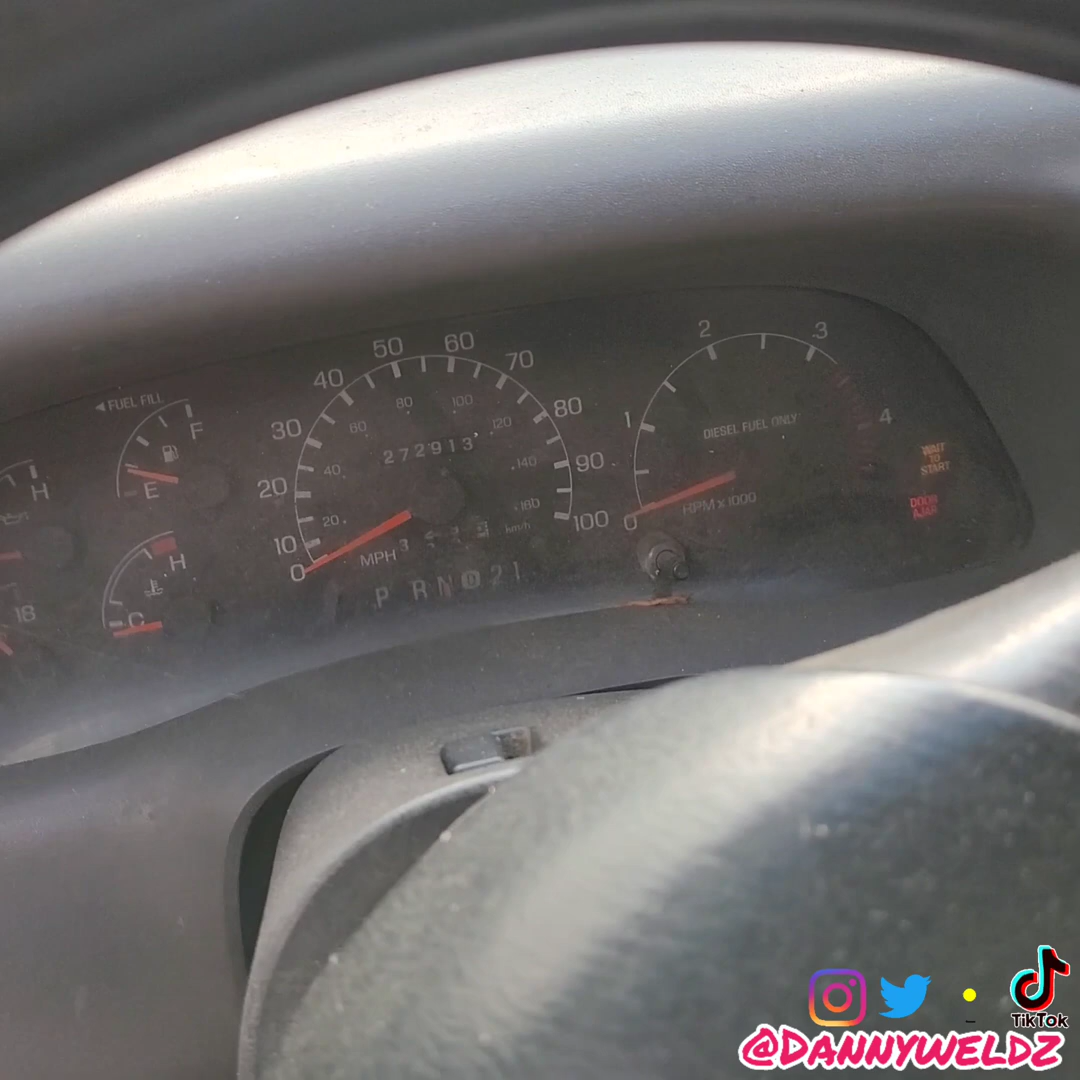 ◄FUEL FILL
F
E
H
H
C
18
0 10 20 30 40 50 60 70 80 90 100
20 40 60 80 100 120 140 160
km/h
272913
MPH
P RN D 2 1
0 1 2 3 4
DIESEL FUEL ONLY
RPM x 1000
WAIT
TO
START
DOOR
AJAR
TikTok
@DANNYWELDZ